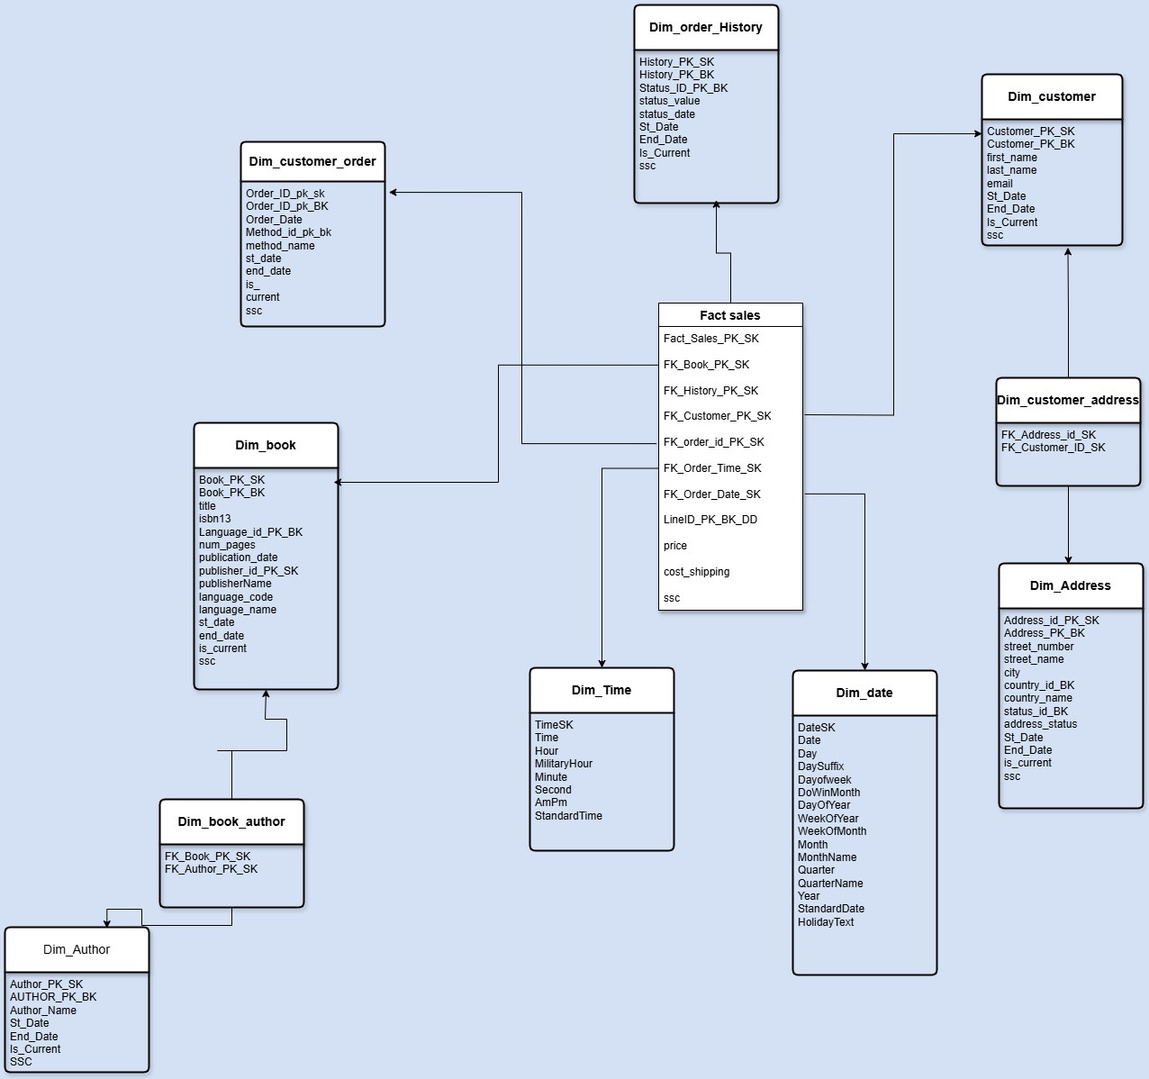 Dim_order_History
History_PK_SK
History_PK_BK
Status_ID_PK_BK
status_value
status_date
St_Date
End_Date
Is_Current
ssc
Dim_customer
Customer_PK_SK
Customer_PK_BK
first_name
last_name
email
St_Date
End_Date
Is_Current
ssc
Dim_customer_order
Order_ID_pk_sk
Order_ID_pk_BK
Order_Date
Method_id_pk_bk
method_name
st_date
end_date
is_
current
ssc
Fact sales
Fact_Sales_PK_SK
FK_Book_PK_SK
FK_History_PK_SK
FK_Customer_PK_SK
FK_order_id_PK_SK
FK_Order_Time_SK
FK_Order_Date_SK
LineID_PK_BK_DD
price
cost_shipping
ssc
Dim_customer_address
FK_Address_id_SK
FK_Customer_ID_SK
Dim_book
Book_PK_SK
Book_PK_BK
title
isbn13
Language_id_PK_BK
num_pages
publication_date
publisher_id_PK_SK
publisherName
language_code
language_name
st_date
end_date
is_current
ssc
Dim_Address
Address_id_PK_SK
Address_PK_BK
street_number
street_name
city
country_id_BK
country_name
status_id_BK
address_status
St_Date
End_Date
is_current
ssc
Dim_Time
TimeSK
Time
Hour
MilitaryHour
Minute
Second
AmPm
StandardTime
Dim_date
DateSK
Date
Day
DaySuffix
Dayofweek
DoWinMonth
DayOfYear
WeekOfYear
WeekOfMonth
Month
MonthName
Quarter
QuarterName
Year
StandardDate
HolidayText
Dim_book_author
FK_Book_PK_SK
FK_Author_PK_SK
Dim_Author
Author_PK_SK
AUTHOR_PK_BK
Author_Name
St_Date
End_Date
Is_Current
SSC